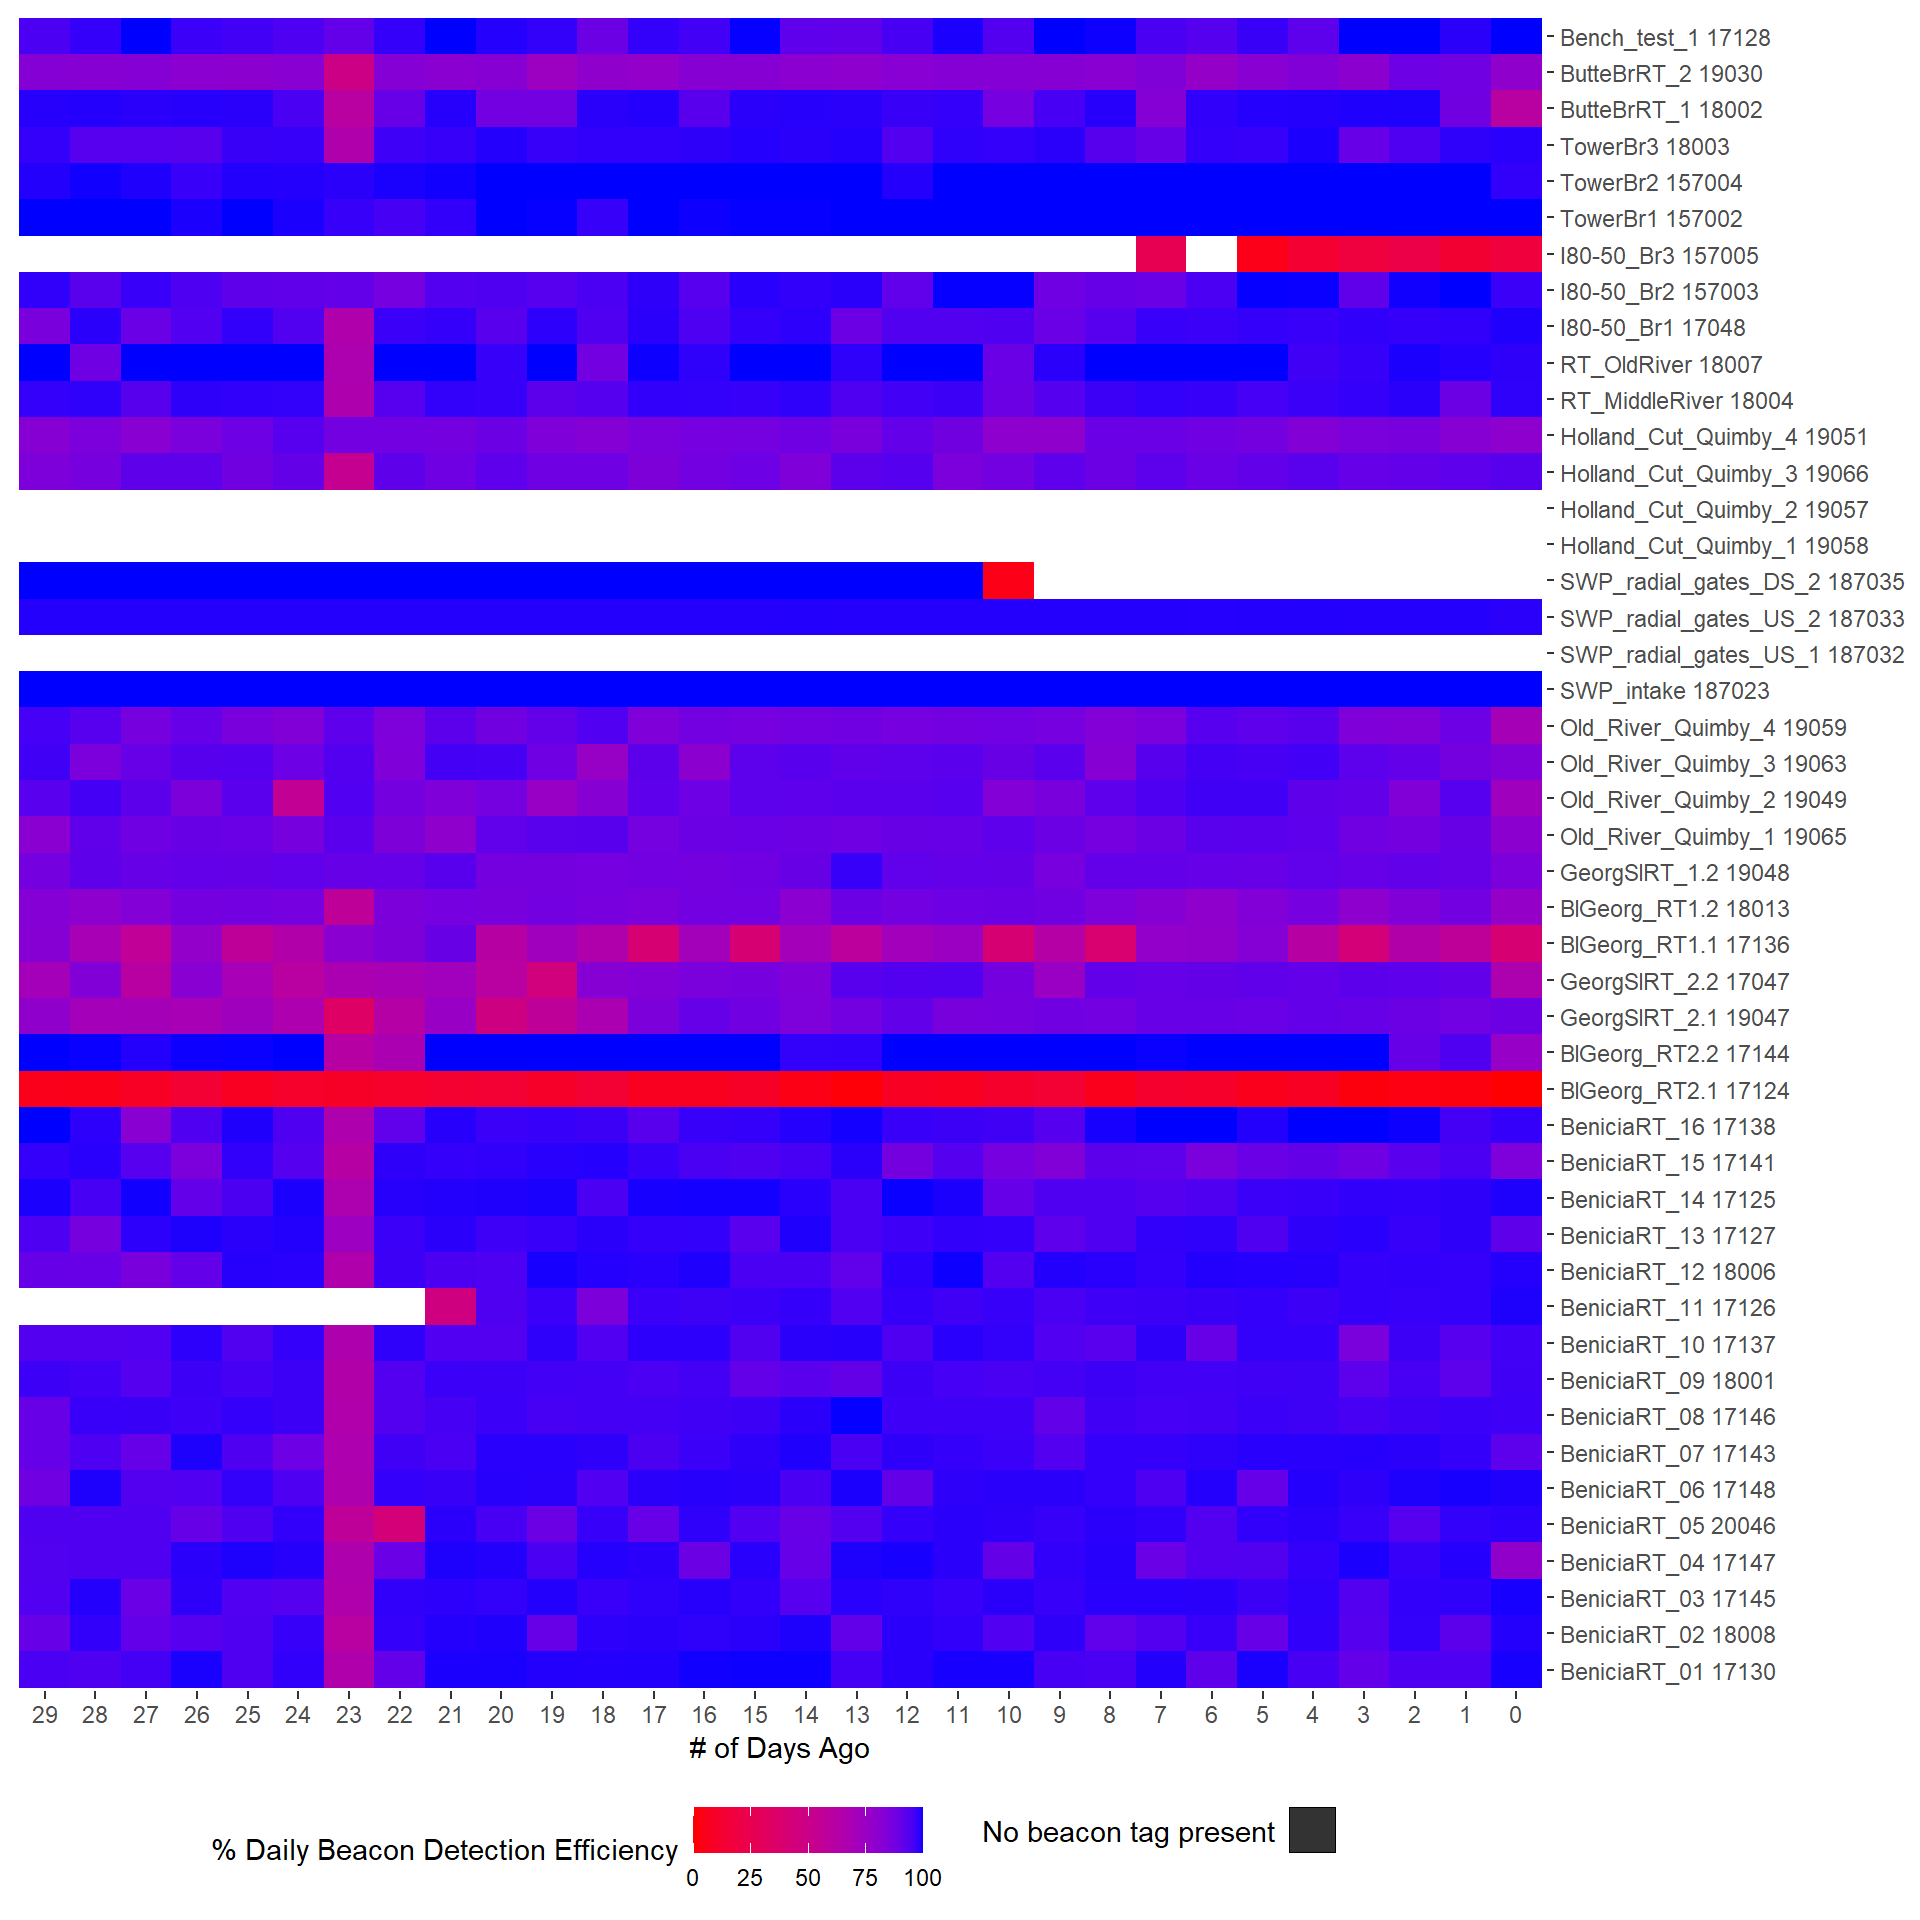 Bench_test_1 17128
ButteBrRT_2 19030
ButteBrRT_1 18002
TowerBr3 18003
TowerBr2 157004
TowerBr1 157002
I80-50_Br3 157005
I80-50_Br2 157003
I80-50_Br1 17048
RT_OldRiver 18007
RT_MiddleRiver 18004
Holland_Cut_Quimby_4 19051
Holland_Cut_Quimby_3 19066
Holland_Cut_Quimby_2 19057
Holland_Cut_Quimby_1 19058
SWP_radial_gates_DS_2 187035
SWP_radial_gates_US_2 187033
SWP_radial_gates_US_1 187032
SWP_intake 187023
Old_River_Quimby_4 19059
Old_River_Quimby_3 19063
Old_River_Quimby_2 19049
Old_River_Quimby_1 19065
GeorgSlRT_1.2 19048
BlGeorg_RT1.2 18013
BlGeorg_RT1.1 17136
GeorgSlRT_2.2 17047
GeorgSlRT_2.1 19047
BlGeorg_RT2.2 17144
BlGeorg_RT2.1 17124
BeniciaRT_16 17138
BeniciaRT_15 17141
BeniciaRT_14 17125
BeniciaRT_13 17127
BeniciaRT_12 18006
BeniciaRT_11 17126
BeniciaRT_10 17137
BeniciaRT_09 18001
BeniciaRT_08 17146
BeniciaRT_07 17143
BeniciaRT_06 17148
BeniciaRT_05 20046
BeniciaRT_04 17147
BeniciaRT_03 17145
BeniciaRT_02 18008
BeniciaRT_01 17130
29 28 27 26 25 24 23 22 21 20 19 18 17 16 15 14 13 12 11 10 9 8 7 6 5 4 3 2 1 0
# of Days Ago
% Daily Beacon Detection Efficiency
0 25 50 75 100
No beacon tag present